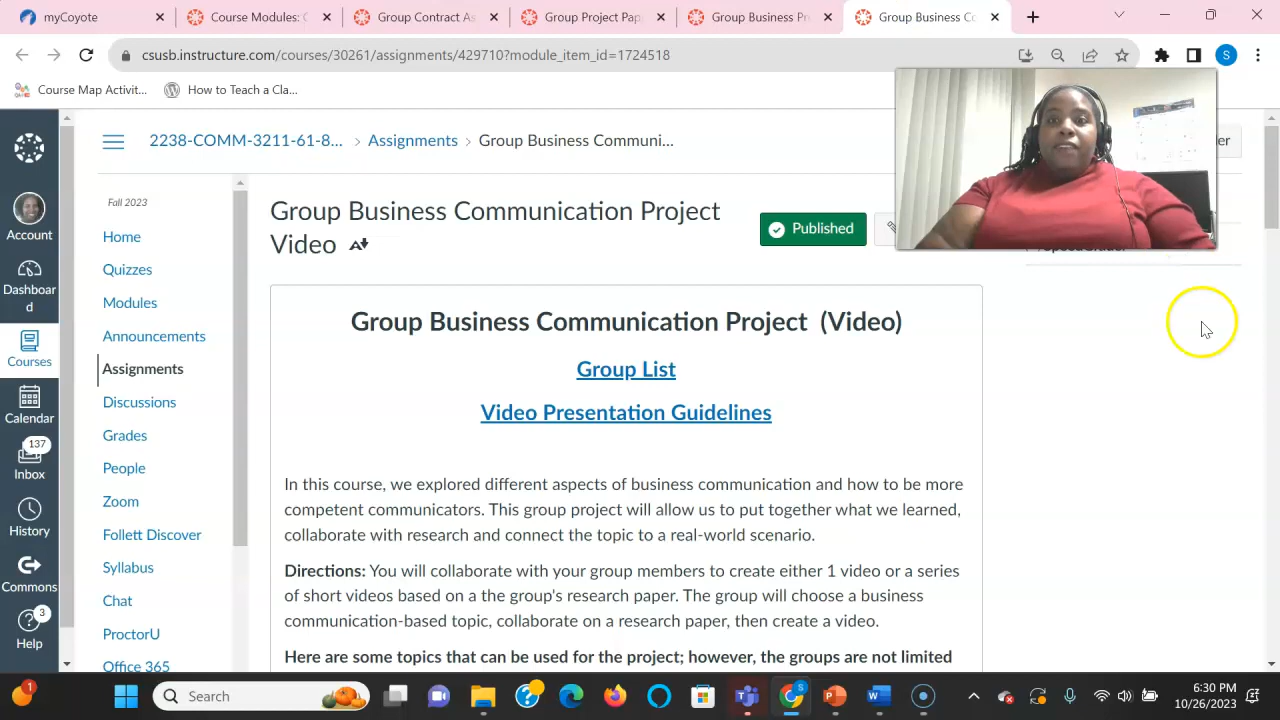 myCoyote
Course Modules: C
Group Contract As
Group Project Pap
Group Business Pr
Group Business Co
csusb.instructure.com/courses/30261/assignments/429710?module_item_id=1724518
S
Course Map Activit...
How to Teach a Cla...
2238-COMM-3211-61-8... > Assignments > Group Business Communi...
Account
Dashboar
d
Courses
Calendar
137
Inbox
History
Commons
3
Help
Fall 2023
Home
Quizzes
Modules
Announcements
Assignments
Discussions
Grades
People
Zoom
Follett Discover
Syllabus
Chat
ProctorU
Office 365
Group Business Communication Project
Video
Published
Group Business Communication Project (Video)
Group List
Video Presentation Guidelines
In this course, we explored different aspects of business communication and how to be more
competent communicators. This group project will allow us to put together what we learned,
collaborate with research and connect the topic to a real-world scenario.
Directions: You will collaborate with your group members to create either 1 video or a series
of short videos based on a the group's research paper. The group will choose a business
communication-based topic, collaborate on a research paper, then create a video.
Here are some topics that can be used for the project; however, the groups are not limited
1
Search
S
6:30 PM
10/26/2023